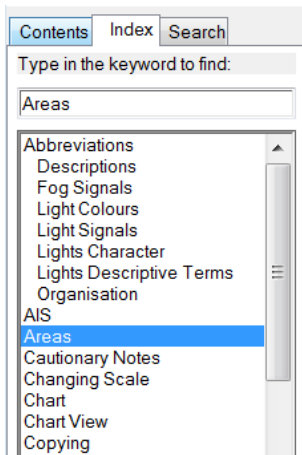 Contents Index Search
Type in the keyword to find:
Areas
Abbreviations
Descriptions
Fog Signals
Light Colours
Light Signals
Lights Character
Lights Descriptive Terms
Organisation
AIS
Areas
Cautionary Notes
Changing Scale
Chart
Chart View
Copying